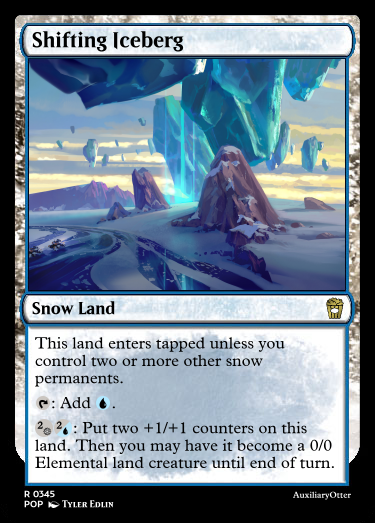 Shifting Iceberg
Snow Land
This land enters tapped unless you
control two or more other snow
permanents.
: Add .
2 2 : Put two +1/+1 counters on this
land. Then you may have it become a 0/0
Elemental land creature until end of turn.
R 0345
POP Tyler Edlin
AuxiliaryOtter